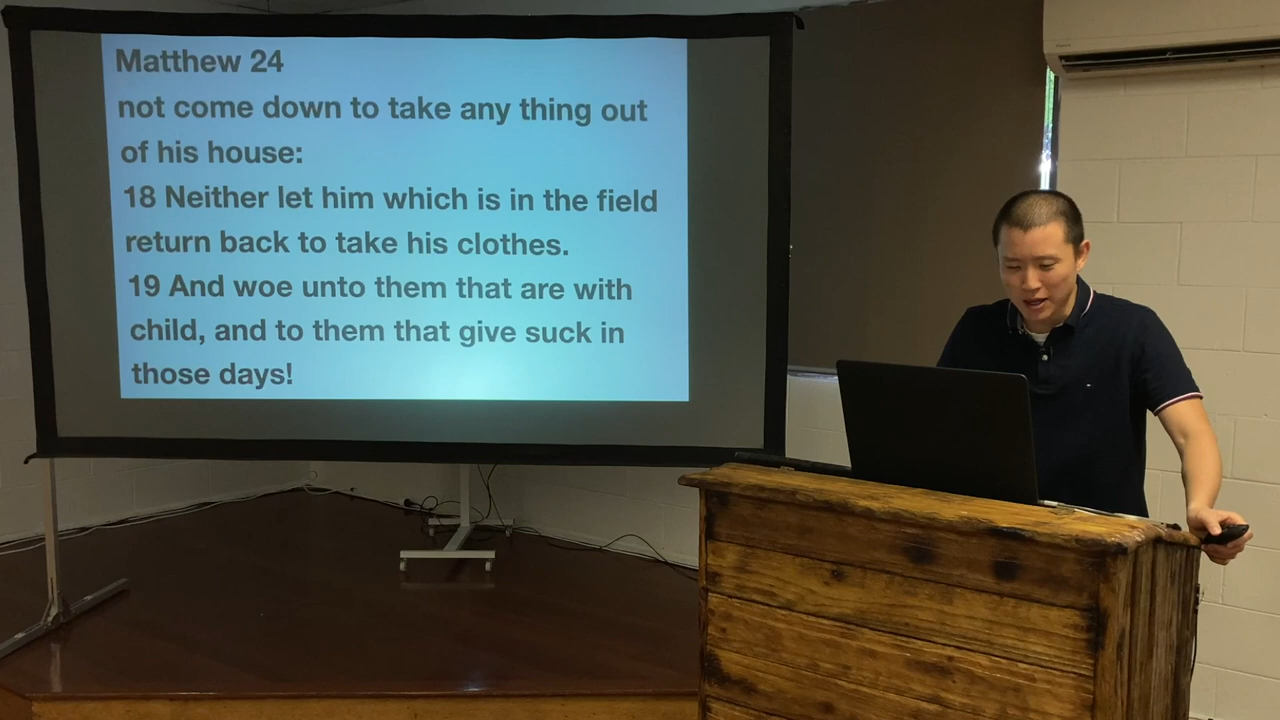 Matthew 24
not come down to take any thing out
of his house:
18 Neither let him which is in the field
return back to take his clothes.
19 And woe unto them that are with
child, and to them that give suck in
those days!